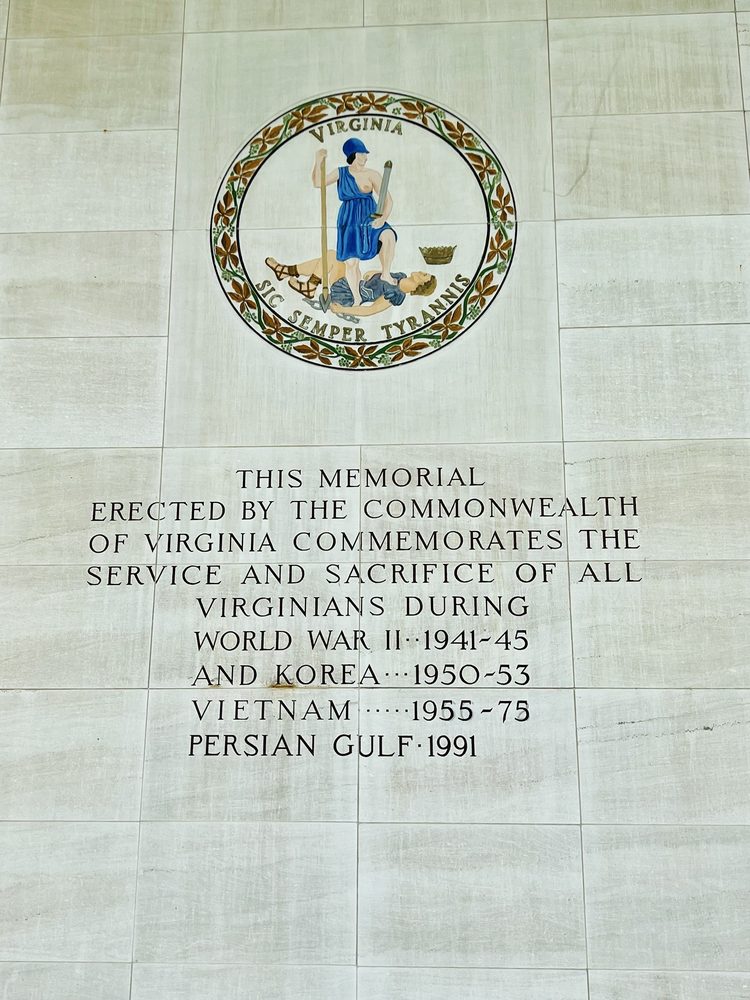 VIRGINIA
SIC SEMPER TYRANNIS
THIS MEMORIAL
ERECTED BY THE COMMONWEALTH
OF VIRGINIA COMMEMORATES THE
SERVICE AND SACRIFICE OF ALL
VIRGINIANS DURING
WORLD WAR II··1941-45
AND KOREA···1950-53
VIETNAM ·····1955-75
PERSIAN GULF·1991